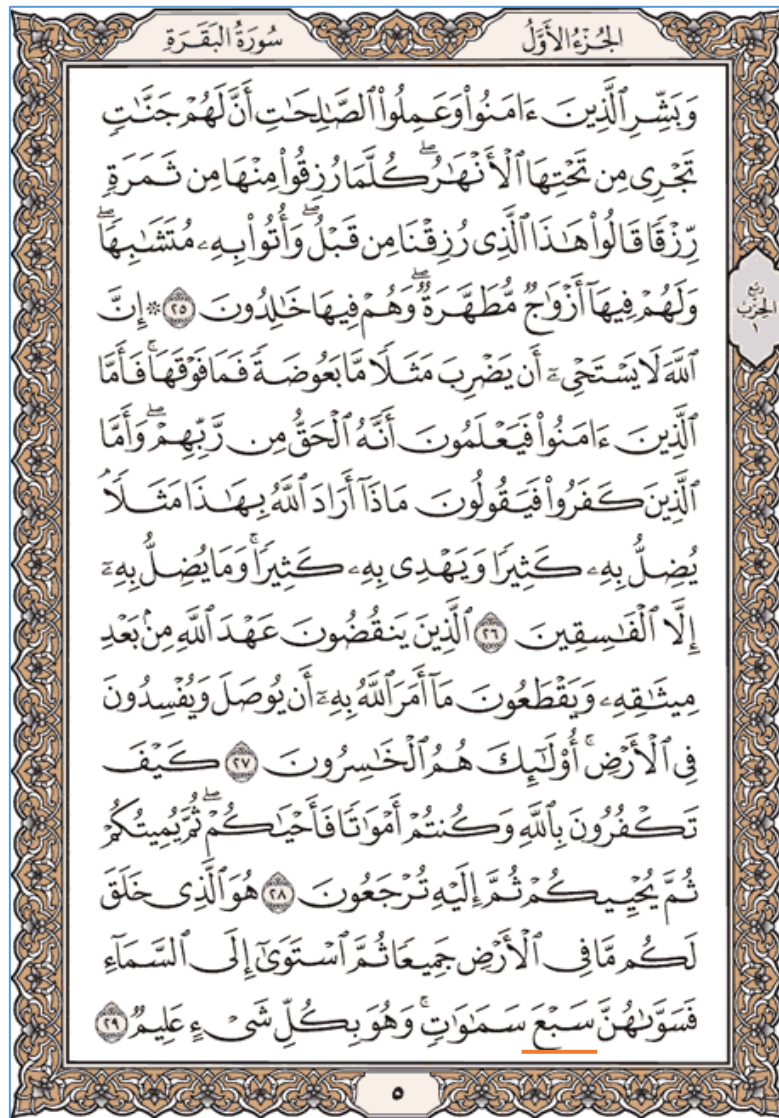 الجُزْءُ الأَوَّلُ
سُورَةُ البَقَرَةِ
وَبَشِّرِ ٱلَّذِينَ ءَامَنُوا۟ وَعَمِلُوا۟ ٱلصَّٰلِحَٰتِ أَنَّ لَهُمْ جَنَّٰتٍ
تَجْرِى مِن تَحْتِهَا ٱلْأَنْهَٰرُ ۖ كُلَّمَا رُزِقُوا۟ مِنْهَا مِن ثَمَرَةٍ
رِّزْقًا قَالُوا۟ هَٰذَا ٱلَّذِى رُزِقْنَا مِن قَبْلُ ۖ وَأُتُوا۟ بِهِۦ مُتَشَٰبِهًا ۖ
وَلَهُمْ فِيهَآ أَزْوَٰجٌ مُّطَهَّرَةٌ ۖ وَهُمْ فِيهَا خَٰلِدُونَ ٢٥ ۞ إِنَّ
ٱللَّهَ لَا يَسْتَحْىِۦٓ أَن يَضْرِبَ مَثَلًا مَّا بَعُوضَةً فَمَا فَوْقَهَا ۚ فَأَمَّا
ٱلَّذِينَ ءَامَنُوا۟ فَيَعْلَمُونَ أَنَّهُ ٱلْحَقُّ مِن رَّبِّهِمْ ۖ وَأَمَّا
ٱلَّذِينَ كَفَرُوا۟ فَيَقُولُونَ مَاذَآ أَرَادَ ٱللَّهُ بِهَٰذَا مَثَلًا ۘ
يُضِلُّ بِهِۦ كَثِيرًا وَيَهْدِى بِهِۦ كَثِيرًا ۚ وَمَا يُضِلُّ بِهِۦٓ
إِلَّا ٱلْفَٰسِقِينَ ٢٦ ٱلَّذِينَ يَنقُضُونَ عَهْدَ ٱللَّهِ مِنۢ بَعْدِ
مِيثَٰقِهِۦ وَيَقْطَعُونَ مَآ أَمَرَ ٱللَّهُ بِهِۦٓ أَن يُوصَلَ وَيُفْسِدُونَ
فِى ٱلْأَرْضِ ۚ أُو۟لَٰٓئِكَ هُمُ ٱلْخَٰسِرُونَ ٢٧ كَيْفَ
تَكْفُرُونَ بِٱللَّهِ وَكُنتُمْ أَمْوَٰتًا فَأَحْيَٰكُمْ ۖ ثُمَّ يُمِيتُكُمْ
ثُمَّ يُحْيِيكُمْ ثُمَّ إِلَيْهِ تُرْجَعُونَ ٢٨ هُوَ ٱلَّذِى خَلَقَ
لَكُم مَّا فِى ٱلْأَرْضِ جَمِيعًا ثُمَّ ٱسْتَوَىٰٓ إِلَى ٱلسَّمَآءِ
فَسَوَّىٰهُنَّ سَبْعَ سَمَٰوَٰتٍ ۚ وَهُوَ بِكُلِّ شَىْءٍ عَلِيمٌ ٢٩
ربع
الحزب
١
٥